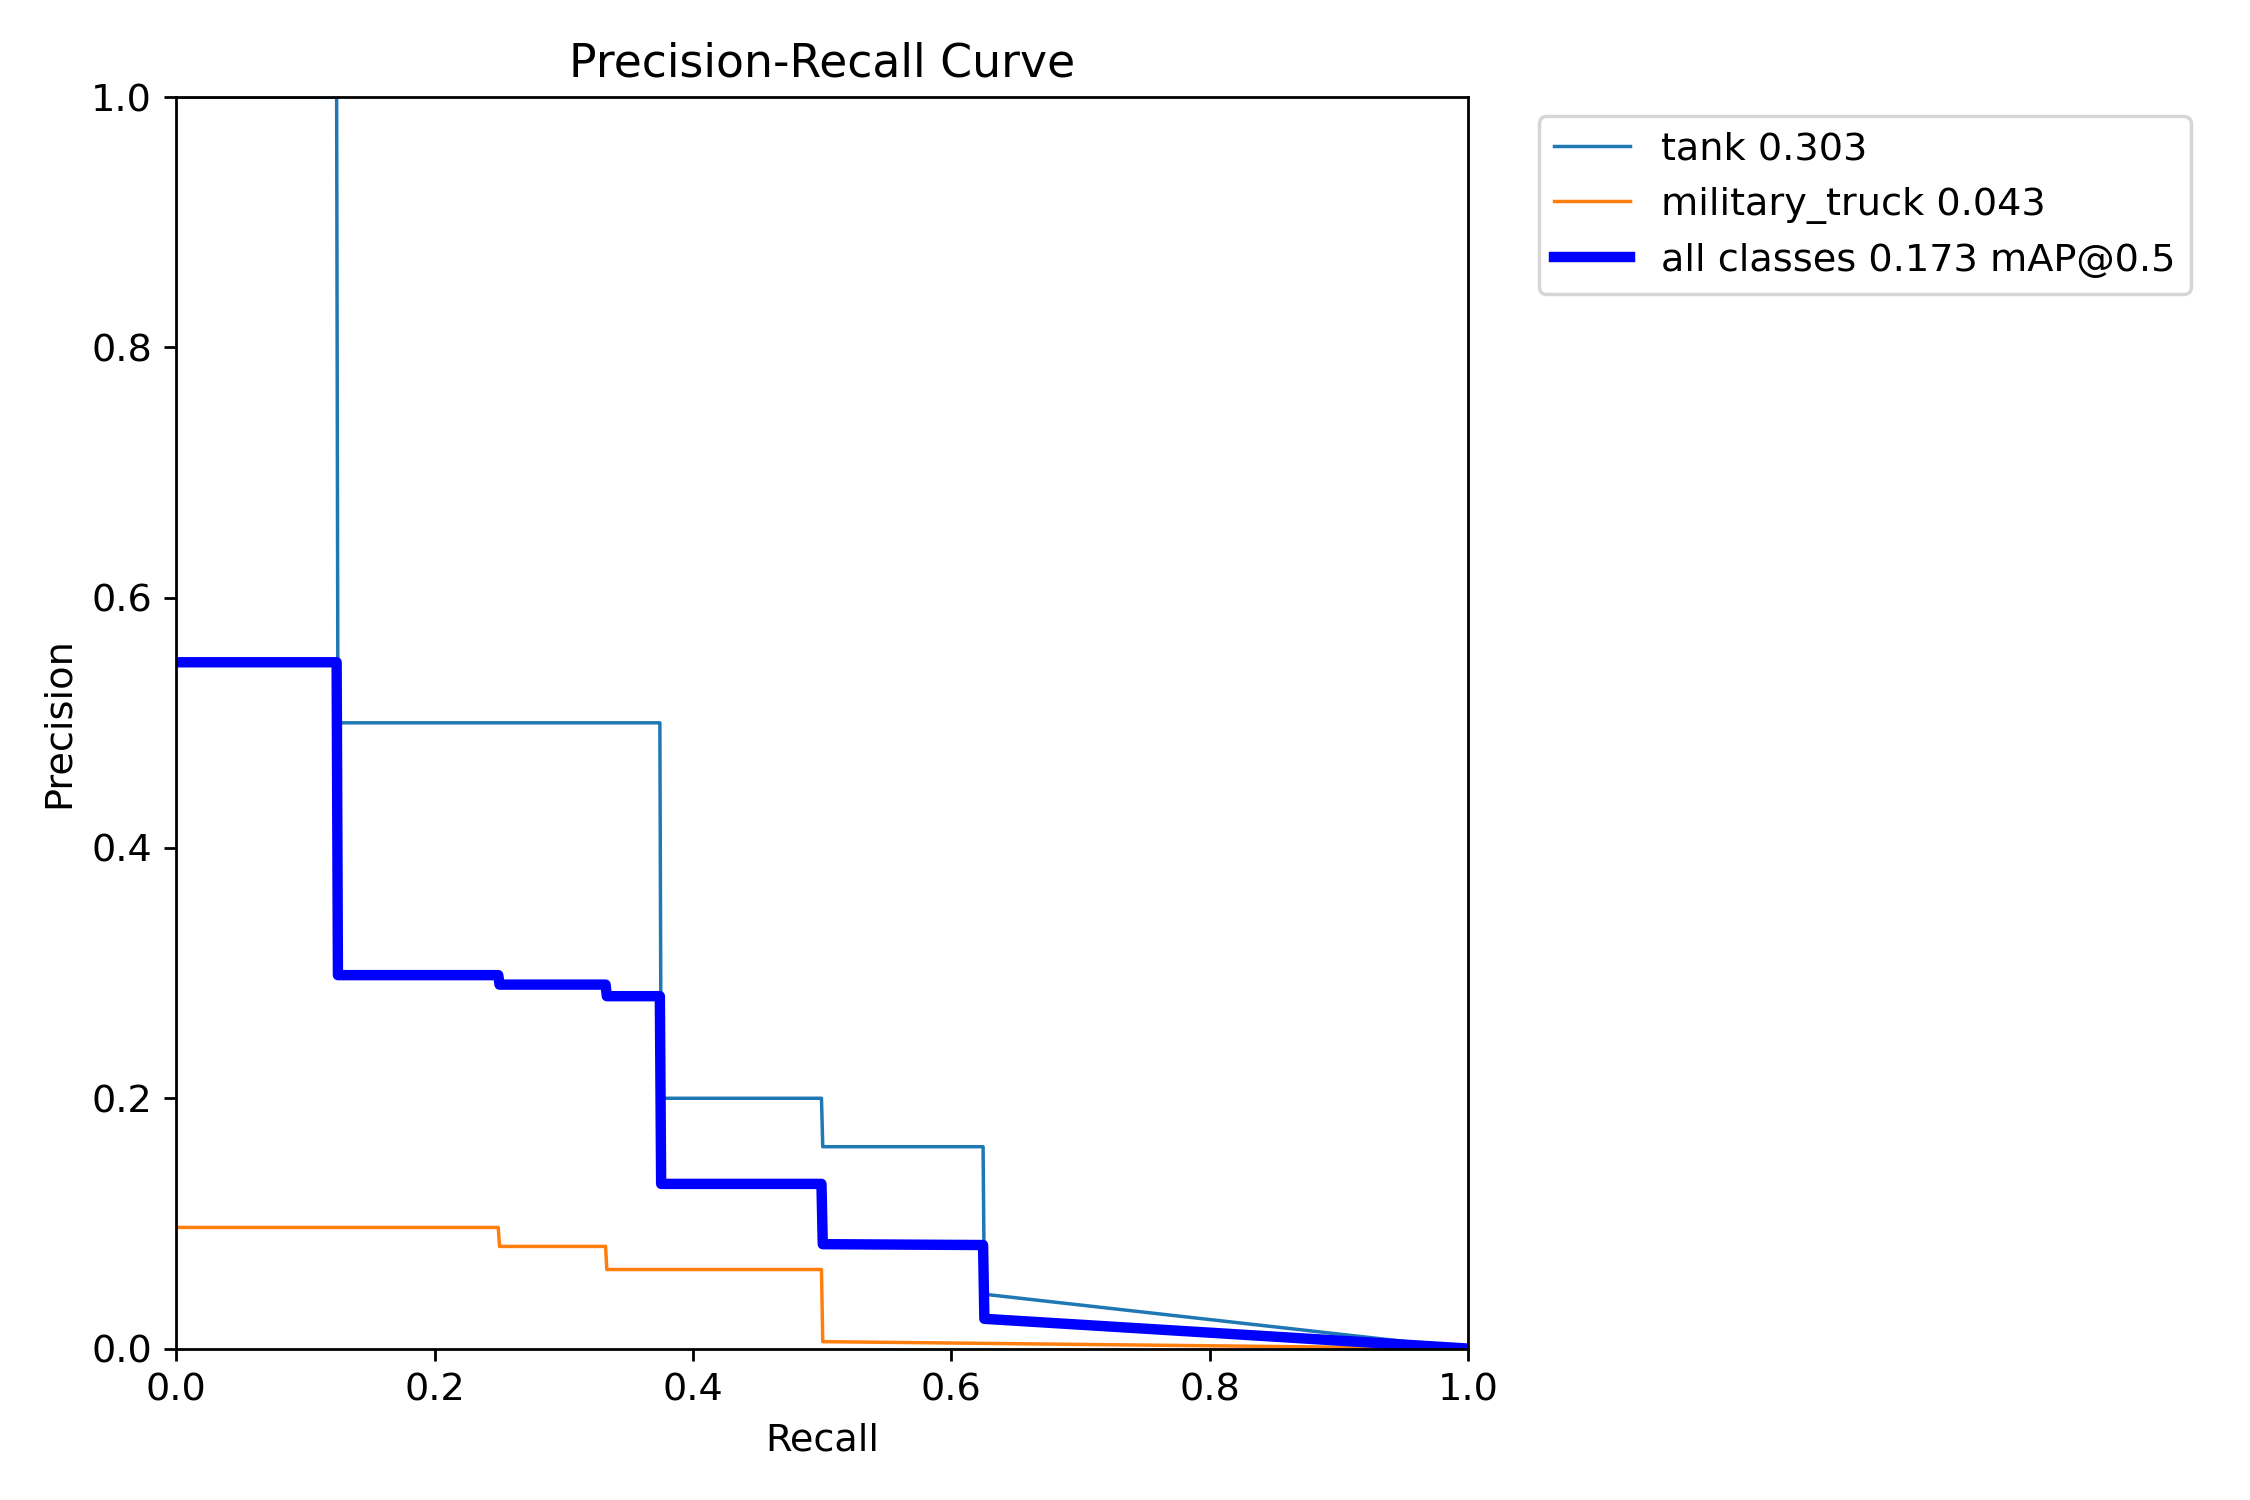 Precision-Recall Curve
1.0
0.8
0.6
0.4
0.2
0.0
Precision
0.0 0.2 0.4 0.6 0.8 1.0
Recall
tank 0.303
military_truck 0.043
all classes 0.173 mAP@0.5